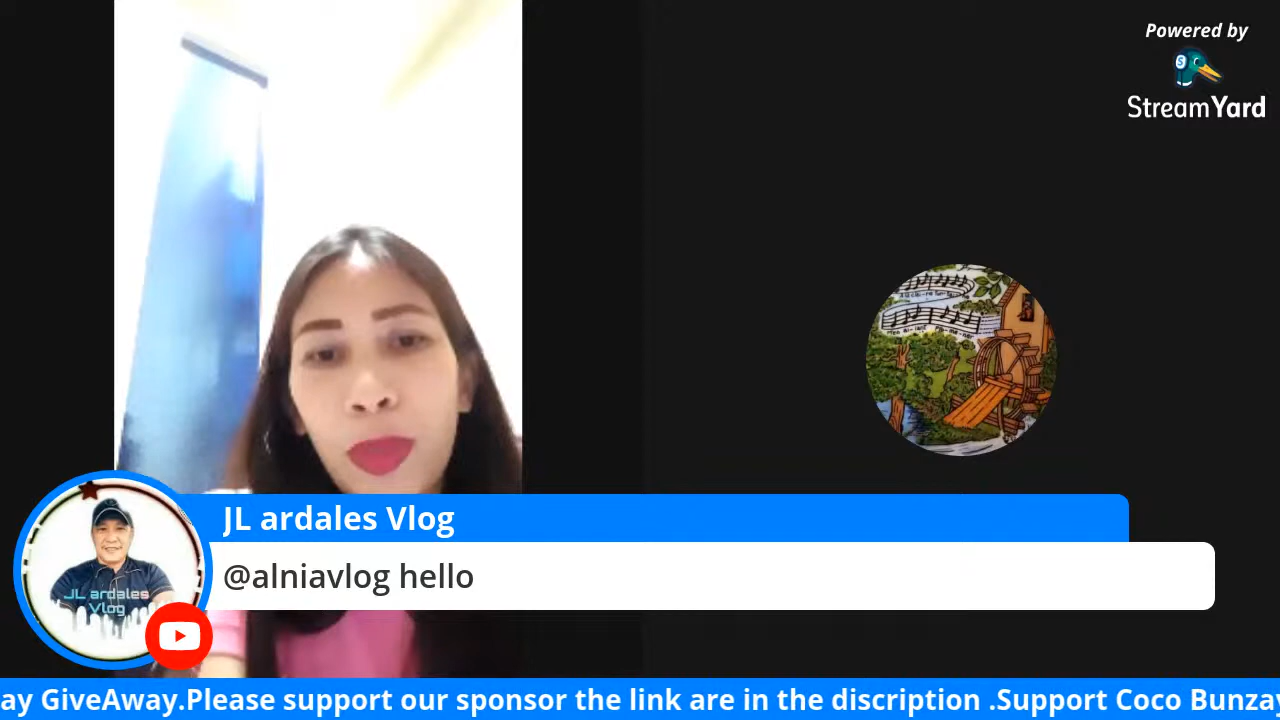 Powered by
StreamYard
JL ardales Vlog
@alniavlog hello
JL ardales
Vlog
ay GiveAway.Please support our sponsor the link are in the discription .Support Coco Bunzay